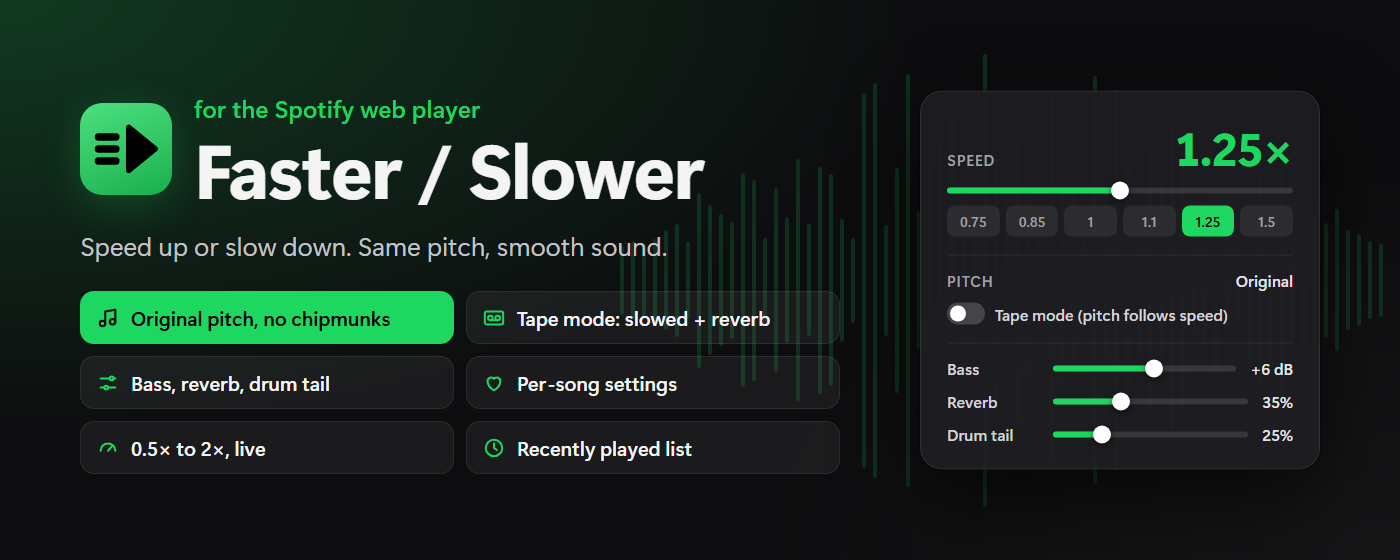 for the Spotify web player
Faster / Slower
Speed up or slow down. Same pitch, smooth sound.
Original pitch, no chipmunks
Tape mode: slowed + reverb
Bass, reverb, drum tail
Per-song settings
0.5× to 2×, live
Recently played list
SPEED
1.25×
0.75
0.85
1
1.1
1.25
1.5
PITCH
Original
Tape mode (pitch follows speed)
Bass
+6 dB
Reverb
35%
Drum tail
25%